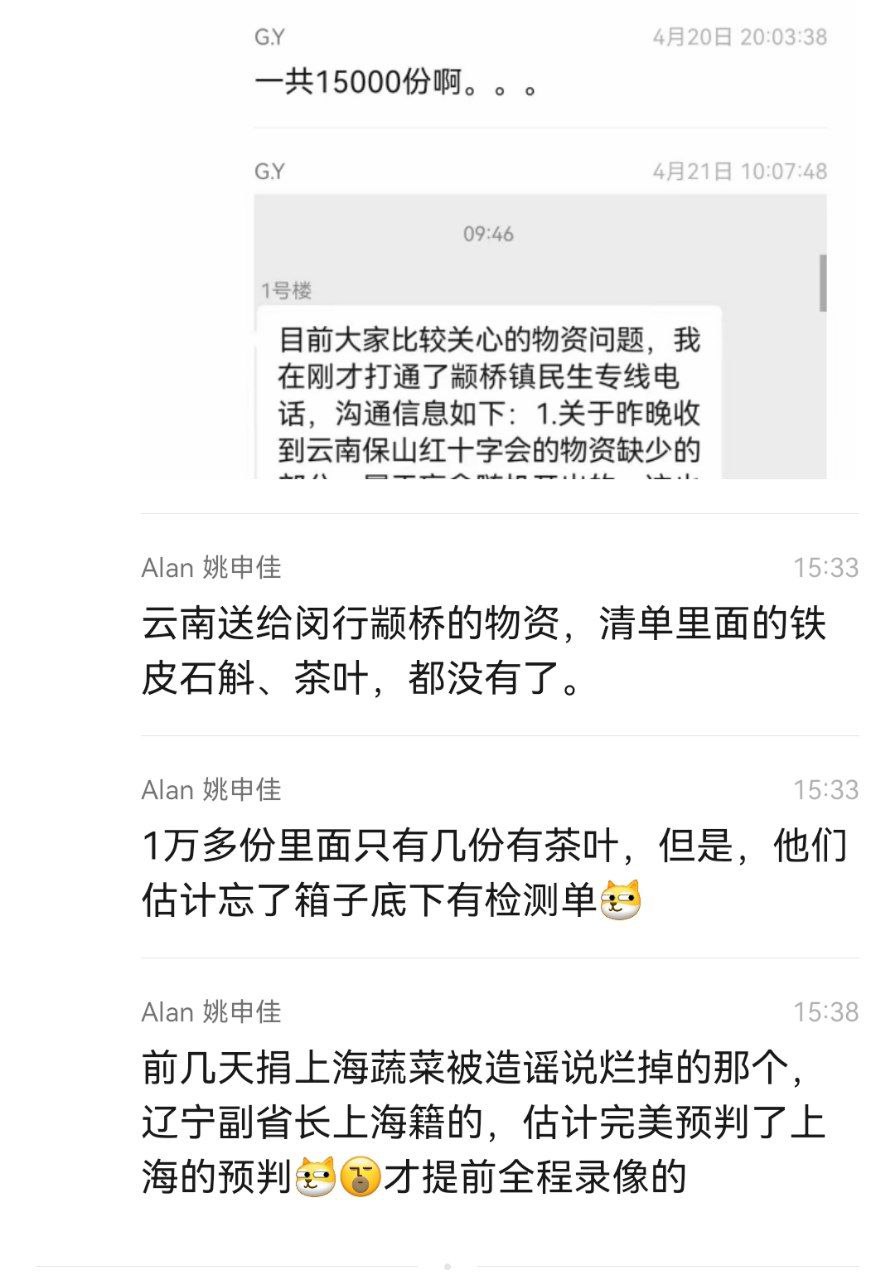 G.Y 4月20日 20:03:38
一共15000份啊。。。
G.Y 4月21日 10:07:48
09:46
1号楼
目前大家比较关心的物资问题，我
在刚才打通了颛桥镇民生专线电
话，沟通信息如下：1.关于昨晚收
到云南保山红十字会的物资缺少的
Alan 姚申佳 15:33
云南送给闵行颛桥的物资，清单里面的铁
皮石斛、茶叶，都没有了。
Alan 姚申佳 15:33
1万多份里面只有几份有茶叶，但是，他们
估计忘了箱子底下有检测单
Alan 姚申佳 15:38
前几天捐上海蔬菜被造谣说烂掉的那个，
辽宁副省长上海籍的，估计完美预判了上
海的预判才提前全程录像的